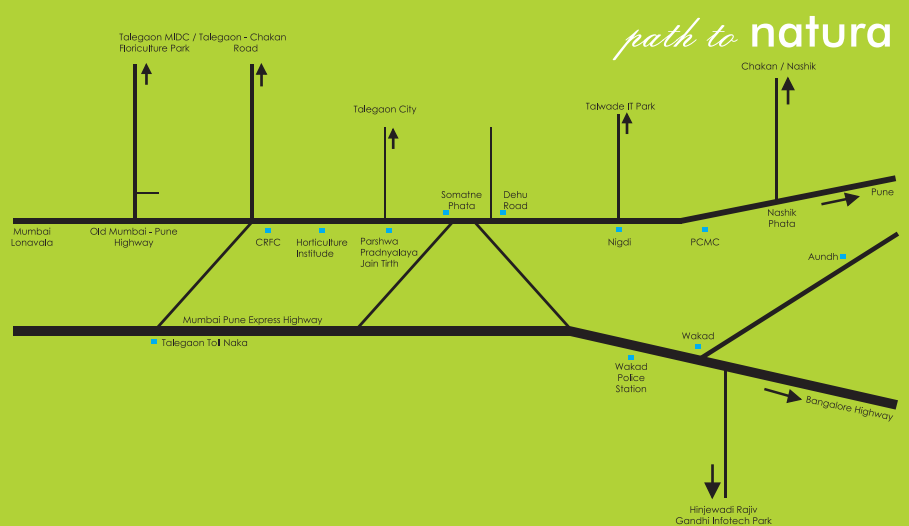 path to natura
Talegaon MIDC / Talegaon - Chakan
Floriculture Park Road
Chakan / Nashik
Talegaon City
Talwade IT Park
Somatne
Phata
Dehu
Road
Pune
Nashik
Phata
Mumbai
Lonavala
Old Mumbai - Pune
Highway
CRFC
Horticulture
Institude
Parshwa
Pradnyalaya
Jain Tirth
Nigdi
PCMC
Aundh
Mumbai Pune Express Highway
Talegaon Toll Naka
Wakad
Wakad
Police
Station
Bangalore Highway
Hinjewadi Rajiv
Gandhi Infotech Park